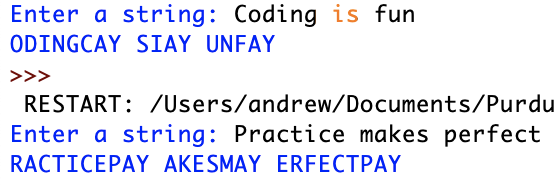 Enter a string: Coding is fun
ODINGCAY SIAY UNFAY
>>>
RESTART: /Users/andrew/Documents/Purdu
Enter a string: Practice makes perfect
RACTICEPAY AKESMAY ERFECTPAY